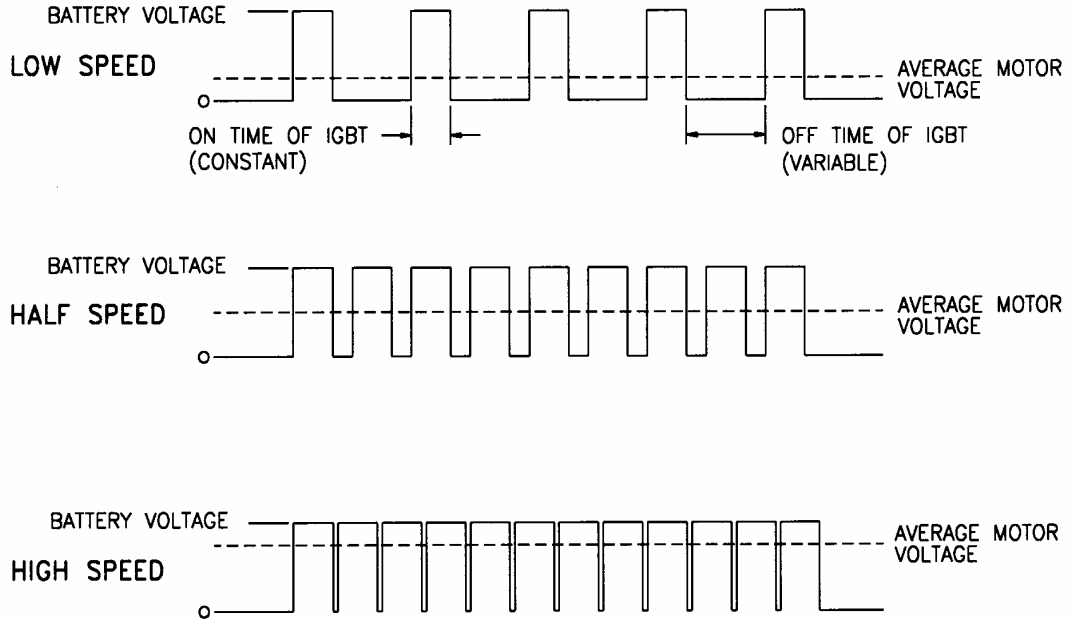 BATTERY VOLTAGE
LOW SPEED
AVERAGE MOTOR
VOLTAGE
0
ON TIME OF IGBT
(CONSTANT)
OFF TIME OF IGBT
(VARIABLE)
BATTERY VOLTAGE
HALF SPEED
AVERAGE MOTOR
VOLTAGE
0
BATTERY VOLTAGE
HIGH SPEED
AVERAGE MOTOR
VOLTAGE
0